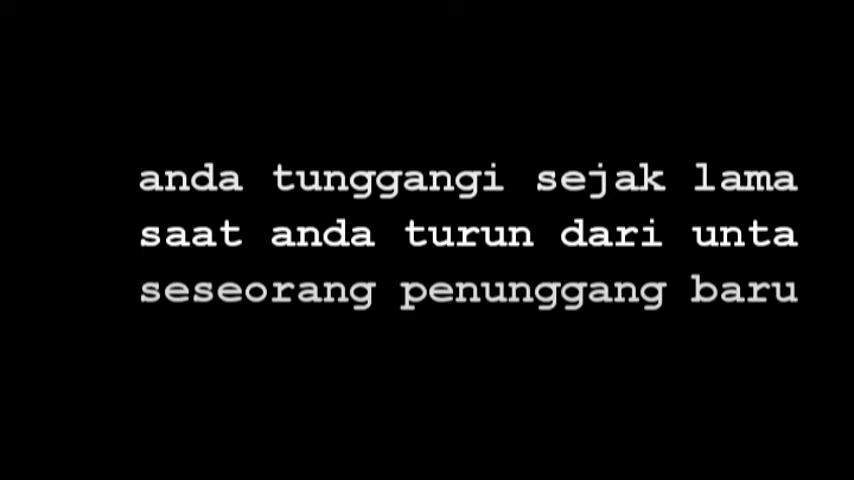 anda tunggangi sejak lama
saat anda turun dari unta
seseorang penunggang baru